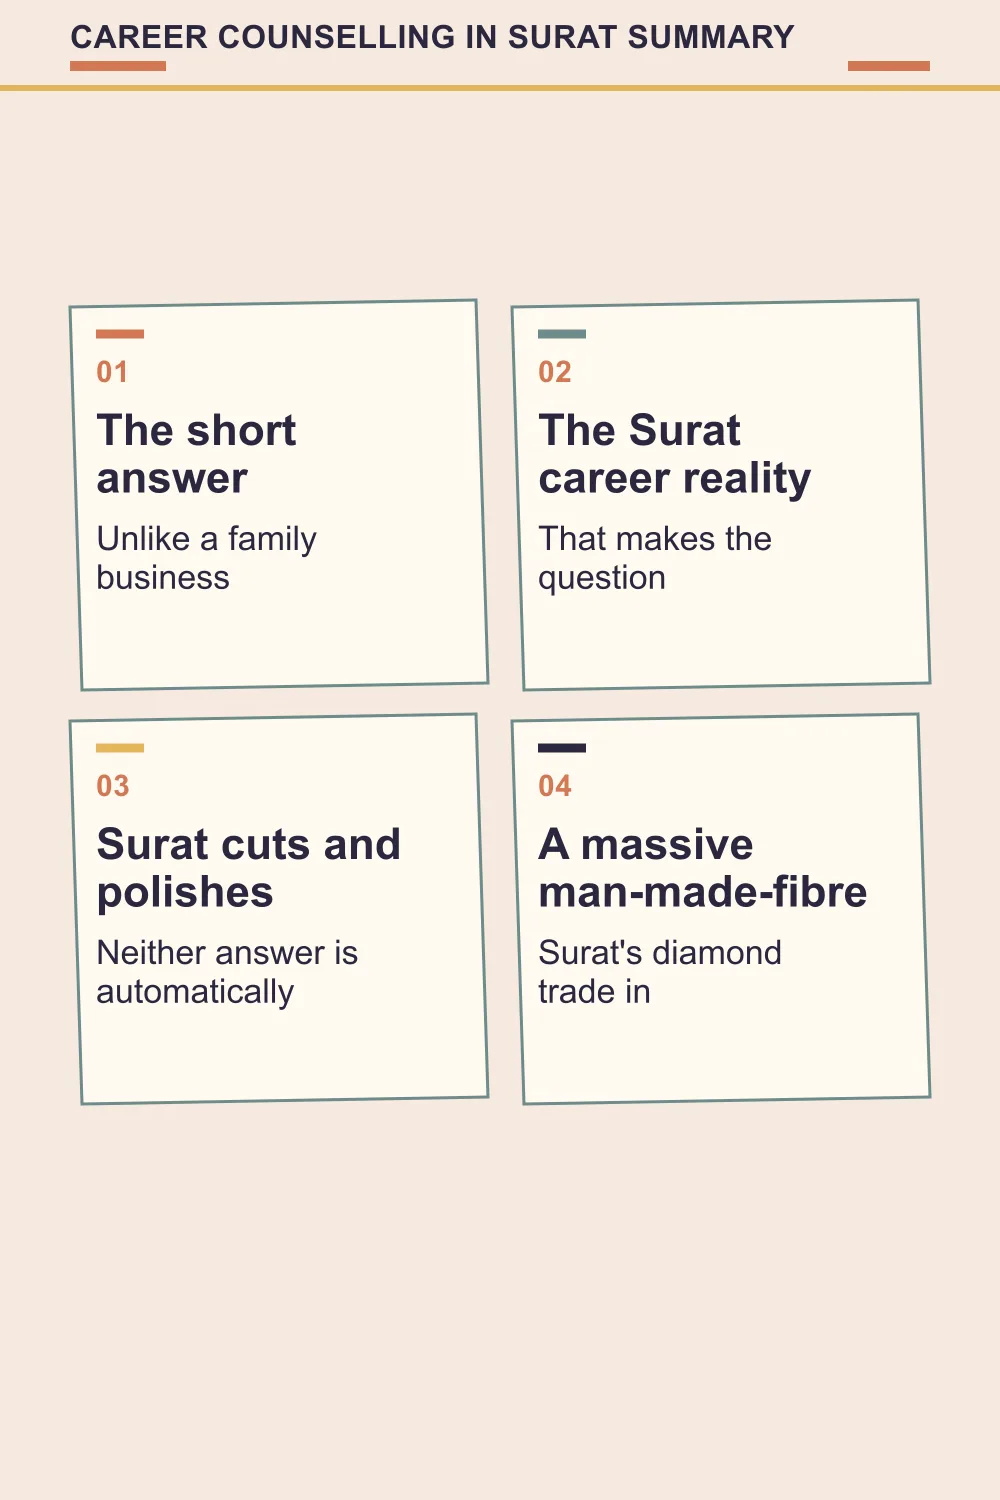 CAREER COUNSELLING IN SURAT SUMMARY
01
The short
answer
Unlike a family
business
02
The Surat
career reality
That makes the
question
03
Surat cuts and
polishes
Neither answer is
automatically
04
A massive
man-made-fibre
Surat's diamond
trade in